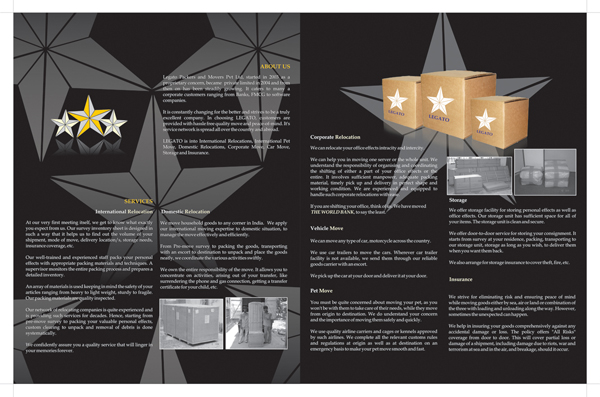 ABOUT US
Legato Packers and Movers Pvt Ltd, started in 2003 as a
proprietary concern, became private limited in 2004 and from
then on has been steadily growing. It caters to many a
corporate customers ranging from Banks, FMCG to software
companies.
It is constantly changing for the better and strives to be a truly
excellent company. In choosing LEGATO, customers are
provided with hassle free quality move and peace of mind. It's
service network is spread all over the country and abroad.
LEGATO is into International Relocations, International Pet
Move, Domestic Relocations, Corporate Move, Car Move,
Storage and Insurance.
SERVICES
International Relocation
At our very first meeting itself, we get to know what exactly
you expect from us. Our survey inventory sheet is designed in
such a way that it helps us to find out the volume of your
shipment, mode of move, delivery location/s, storage needs,
insurance coverage, etc.
Our well-trained and experienced staff packs your personal
effects with appropriate packing materials and techniques. A
supervisor monitors the entire packing process and prepares a
detailed inventory.
An array of materials is used keeping in mind the safety of your
articles ranging from heavy to light weight, sturdy to fragile.
Our packing materials are quality inspected.
Our network of relocating companies is quite experienced and
is providing such services for decades. Hence, starting from
pre-move survey to packing your valuable personal effects,
custom clearing to unpack and removal of debris is done
systematically.
We confidently assure you a quality service that will linger in
your memories forever.
Domestic Relocation
We move household goods to any corner in India. We apply
our international moving expertise to domestic situation, to
manage the move effectively and efficiently.
From Pre-move survey to packing the goods, transporting
with an escort to destination to unpack and place the goods
neatly, we coordinate the various activities swiftly.
We own the entire responsibility of the move. It allows you to
concentrate on activities, arising out of your transfer, like
surrendering the phone and gas connection, getting a transfer
certificate for your child, etc.
LEGATO
LEGATO
LEGATO
Corporate Relocation
We can relocate your office effects intracity and intercity.
We can help you in moving one server or the whole unit. We
understand the responsibility of organising and coordinating
the shifting of either a part of your office effects or the
entire. It involves sufficient manpower, adequate packing
material, timely pick up and delivery in perfect shape and
working condition. We are experienced and equipped to
handle such corporate relocations with ease.
If you are shifting your office, think of us. We have moved
THE WORLD BANK, to say the least.
Vehicle Move
We can move any type of car, motorcycle across the country.
We use car trailers to move the cars. Wherever car trailer
facility is not available, we send them through our reliable
goods carrier with an escort.
We pick up the car at your door and deliver it at your door.
Pet Move
You must be quite concerned about moving your pet, as you
won't be with them to take care of their needs, while they move
from origin to destination. We do understand your concern
and the importance of moving them safely and quickly.
We use quality airline carriers and cages or kennels approved
by such airlines. We complete all the relevant customs rules
and regulations at origin as well as at destination on an
emergency basis to make your pet move smooth and fast.
Storage
We offer storage facility for storing personal effects as well as
office effects. Our storage unit has sufficient space for all of
your items. The storage unit is clean and secure.
We offer door-to-door service for storing your consignment. It
starts from survey at your residence, packing, transporting to
our storage unit, storage as long as you wish, to deliver them
when you want them back.
We also arrange for storage insurance to cover theft, fire, etc.
Insurance
We strive for eliminating risk and ensuring peace of mind
while moving goods either by sea, air or land or combination of
the three with loading and unloading along the way. However,
sometimes the unexpected can happen.
We help in insuring your goods comprehensively against any
accidental damage or loss. The policy offers "All Risks"
coverage from door to door. This will cover partial loss or
damage of a shipment, including damage due to riots, war and
terrorism at sea and in the air, and breakage, should it occur.